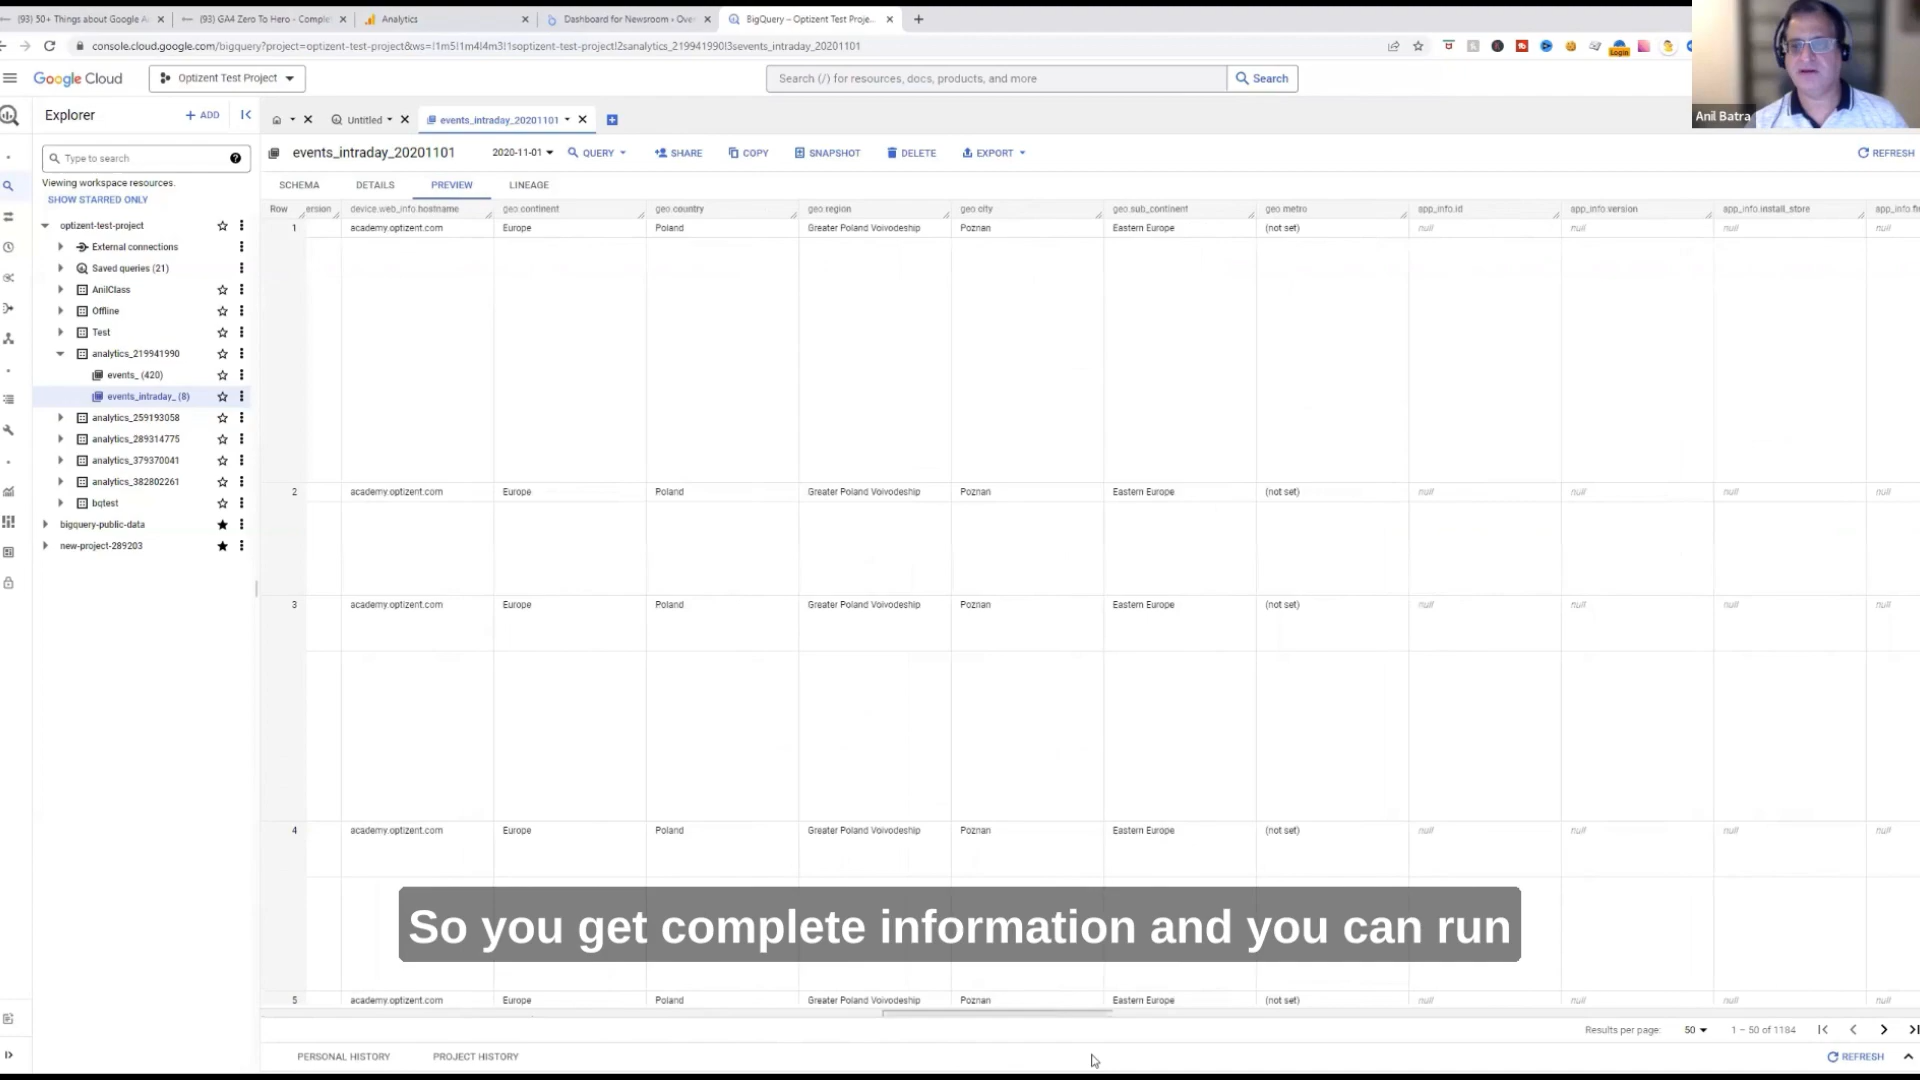 (93) 50+ Things about Google A
(93) GA4 Zero To Hero - Comple
Analytics
Dashboard for Newsroom › Over
BigQuery – Optizent Test Proje
console.cloud.google.com/bigquery?project=optizent-test-project&ws=!1m5!1m4!4m3!1soptizent-test-project!2sanalytics_219941990!3sevents_intraday_20201101
Login
Google Cloud
Optizent Test Project
Search (/) for resources, docs, products, and more
Search
Anil Batra
Explorer
+ ADD
Untitled
events_intraday_20201101
Type to search
events_intraday_20201101
2020-11-01
QUERY
SHARE
COPY
SNAPSHOT
DELETE
EXPORT
REFRESH
Viewing workspace resources.
SHOW STARRED ONLY
SCHEMA
DETAILS
PREVIEW
LINEAGE
optizent-test-project
External connections
Saved queries (21)
AnilClass
Offline
Test
analytics_219941990
events_ (420)
events_intraday_ (8)
analytics_259193058
analytics_289314775
analytics_379370041
analytics_382802261
bqtest
bigquery-public-data
new-project-289203
Row ersion device.web_info.hostname geo.continent geo.country geo.region geo.city geo.sub_continent geo.metro app_info.id app_info.version app_info.install_store app_info.fi
1 academy.optizent.com Europe Poland Greater Poland Voivodeship Poznan Eastern Europe (not set) null null null null
2 academy.optizent.com Europe Poland Greater Poland Voivodeship Poznan Eastern Europe (not set) null null null null
3 academy.optizent.com Europe Poland Greater Poland Voivodeship Poznan Eastern Europe (not set) null null null null
4 academy.optizent.com Europe Poland Greater Poland Voivodeship Poznan Eastern Europe (not set) null null null null
So you get complete information and you can run
5 academy.optizent.com Europe Poland Greater Poland Voivodeship Poznan Eastern Europe (not set) null null null null
Results per page: 50 1 – 50 of 1184
PERSONAL HISTORY
PROJECT HISTORY
REFRESH